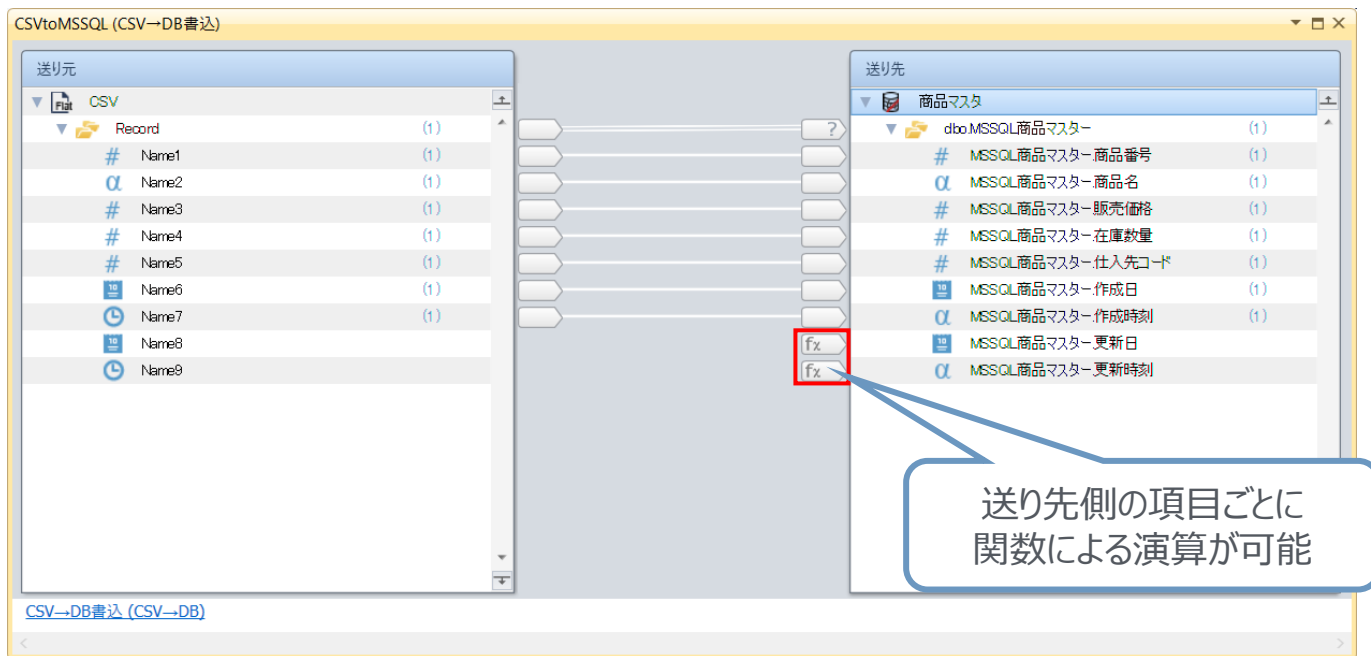 CSVtoMSSQL (CSV→DB書込)
送り元
送り先
Flat CSV
商品マスタ
Record (1)
? dbo.MSSQL商品マスター (1)
# Name1 (1)
# MSSQL商品マスター.商品番号 (1)
α Name2 (1)
α MSSQL商品マスター.商品名 (1)
# Name3 (1)
# MSSQL商品マスター.販売価格 (1)
# Name4 (1)
# MSSQL商品マスター.在庫数量 (1)
# Name5 (1)
# MSSQL商品マスター.仕入先コード (1)
10 Name6 (1)
10 MSSQL商品マスター.作成日 (1)
Name7 (1)
α MSSQL商品マスター.作成時刻 (1)
10 Name8
fx 10 MSSQL商品マスター.更新日
Name9
fx α MSSQL商品マスター.更新時刻
送り先側の項目ごとに
関数による演算が可能
CSV→DB書込 (CSV→DB)